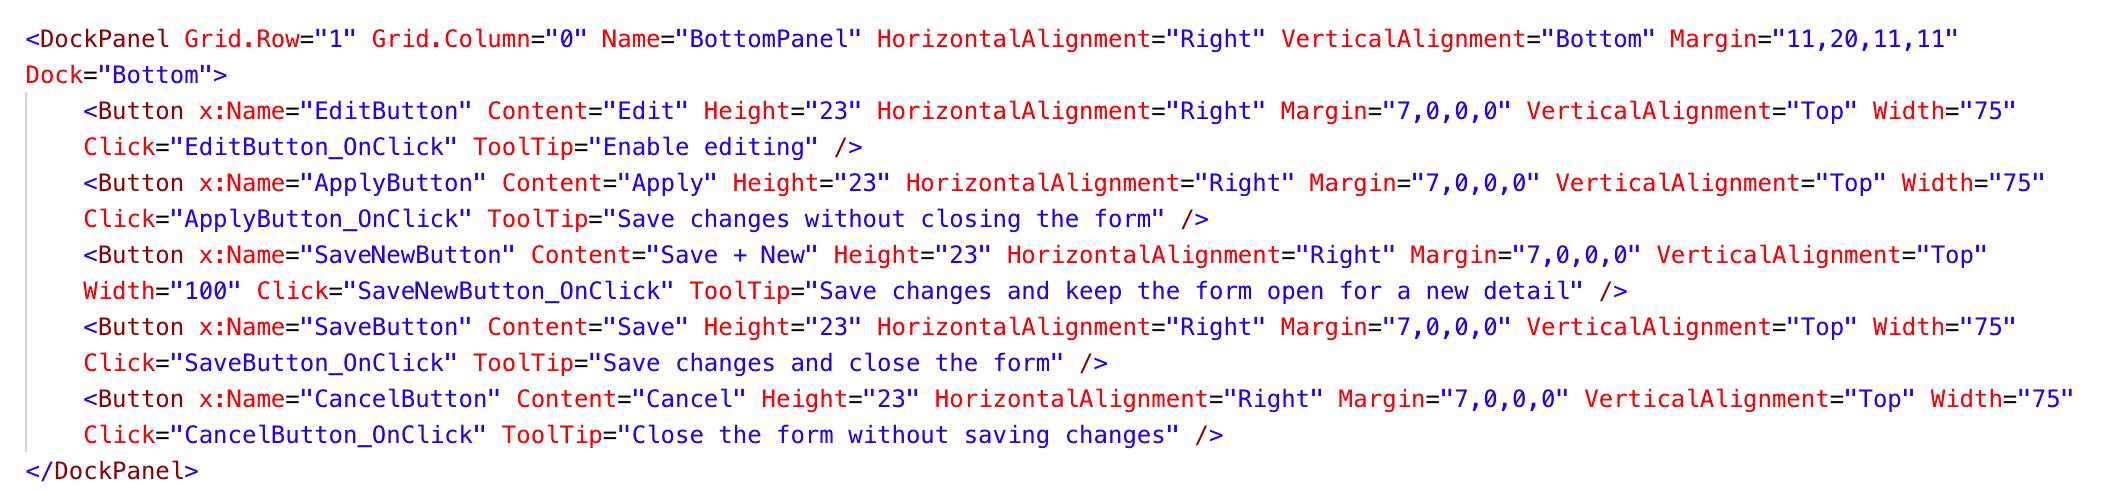 <DockPanel Grid.Row="1" Grid.Column="0" Name="BottomPanel" HorizontalAlignment="Right" VerticalAlignment="Bottom" Margin="11,20,11,11"
Dock="Bottom">
    <Button x:Name="EditButton" Content="Edit" Height="23" HorizontalAlignment="Right" Margin="7,0,0,0" VerticalAlignment="Top" Width="75"
    Click="EditButton_OnClick" ToolTip="Enable editing" />
    <Button x:Name="ApplyButton" Content="Apply" Height="23" HorizontalAlignment="Right" Margin="7,0,0,0" VerticalAlignment="Top" Width="75"
    Click="ApplyButton_OnClick" ToolTip="Save changes without closing the form" />
    <Button x:Name="SaveNewButton" Content="Save + New" Height="23" HorizontalAlignment="Right" Margin="7,0,0,0" VerticalAlignment="Top"
    Width="100" Click="SaveNewButton_OnClick" ToolTip="Save changes and keep the form open for a new detail" />
    <Button x:Name="SaveButton" Content="Save" Height="23" HorizontalAlignment="Right" Margin="7,0,0,0" VerticalAlignment="Top" Width="75"
    Click="SaveButton_OnClick" ToolTip="Save changes and close the form" />
    <Button x:Name="CancelButton" Content="Cancel" Height="23" HorizontalAlignment="Right" Margin="7,0,0,0" VerticalAlignment="Top" Width="75"
    Click="CancelButton_OnClick" ToolTip="Close the form without saving changes" />
</DockPanel>